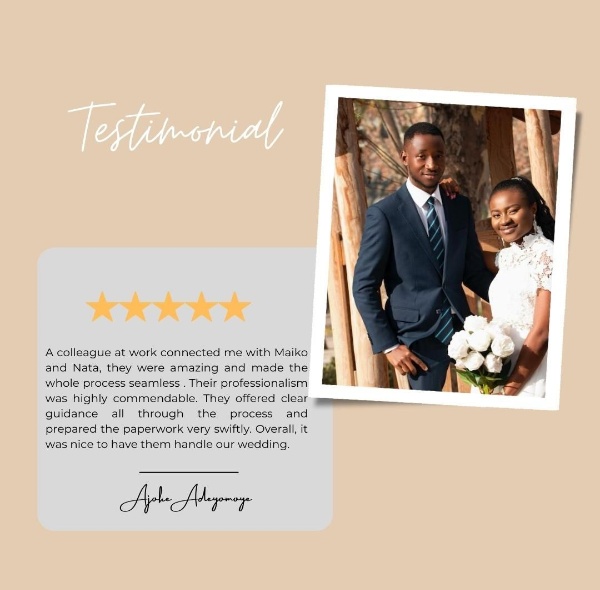 Testimonial
A colleague at work connected me with Maiko
and Nata, they were amazing and made the
whole process seamless . Their professionalism
was highly commendable. They offered clear
guidance all through the process and
prepared the paperwork very swiftly. Overall, it
was nice to have them handle our wedding.
Ajoke Adeyomoye